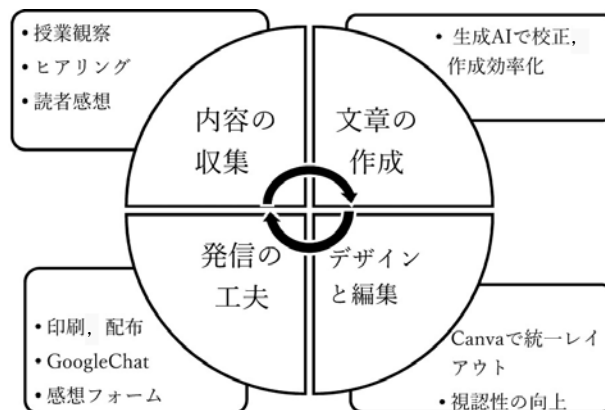 • 授業観察
• ヒアリング
• 読者感想
• 生成AIで校正，
作成効率化
内容の
収集
文章の
作成
発信の
工夫
デザイン
と編集
• 印刷，配布
• GoogleChat
• 感想フォーム
Canvaで統一レイ
アウト
• 視認性の向上